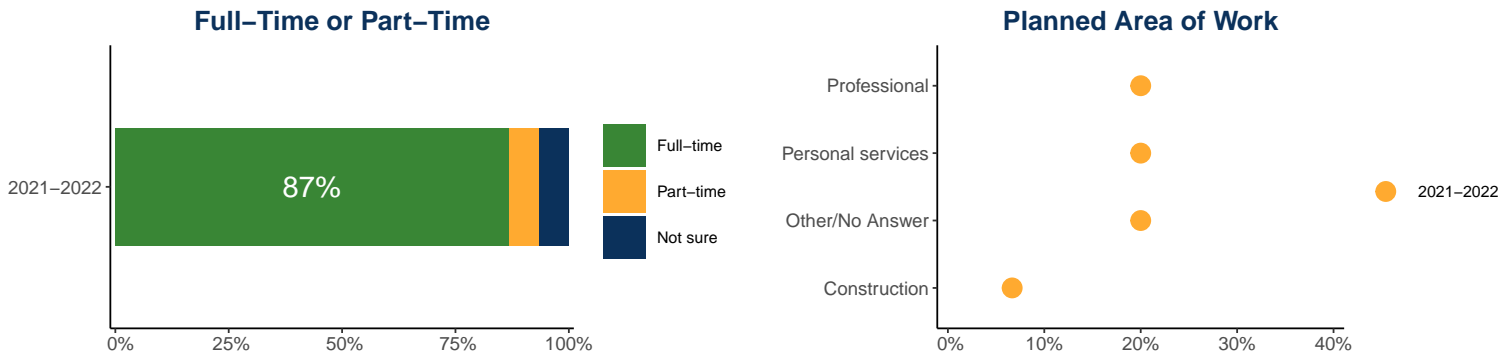 Full−Time or Part−Time
2021−2022
87%
Full−time
Part−time
Not sure
0% 25% 50% 75% 100%
Planned Area of Work
Professional
Personal services
Other/No Answer
Construction
2021−2022
0% 10% 20% 30% 40%